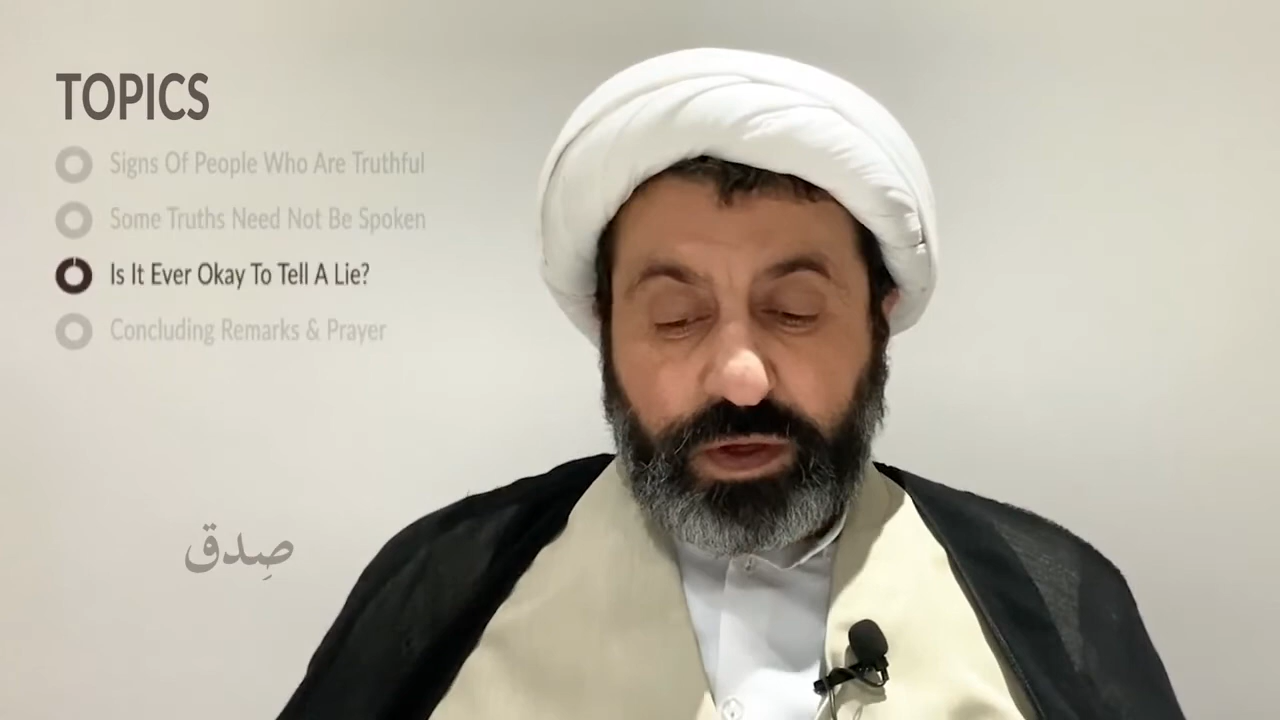 TOPICS
Signs Of People Who Are Truthful
Some Truths Need Not Be Spoken
Is It Ever Okay To Tell A Lie?
Concluding Remarks & Prayer
صِدق